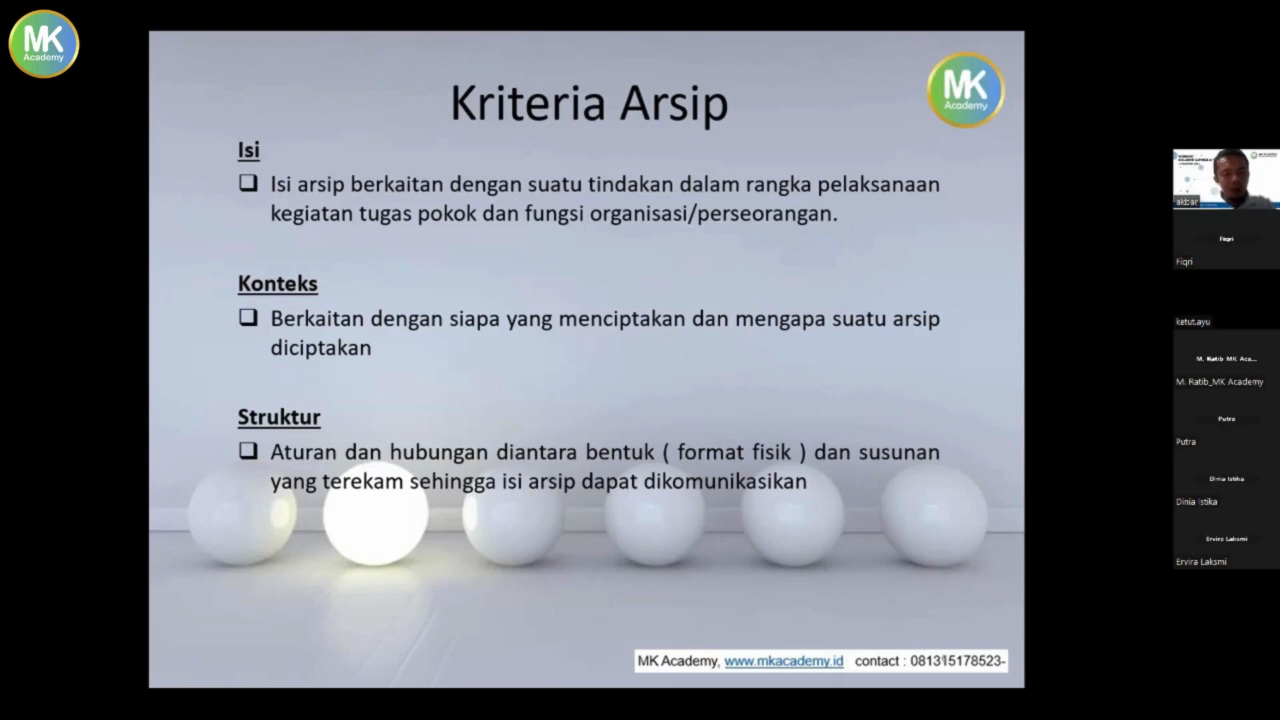 MK
Academy
Kriteria Arsip
MK
Academy
Isi
❑ Isi arsip berkaitan dengan suatu tindakan dalam rangka pelaksanaan
kegiatan tugas pokok dan fungsi organisasi/perseorangan.
Konteks
❑ Berkaitan dengan siapa yang menciptakan dan mengapa suatu arsip
diciptakan
Struktur
❑ Aturan dan hubungan diantara bentuk ( format fisik ) dan susunan
yang terekam sehingga isi arsip dapat dikomunikasikan
MK Academy, www.mkacademy.id contact : 081315178523-
akbar
Fiqri
Fiqri
ketut.ayu
M. Ratib MK Aca...
M. Ratib_MK Academy
Putra
Putra
Dinia Istika
Dinia Istika
Ervira Laksmi
Ervira Laksmi